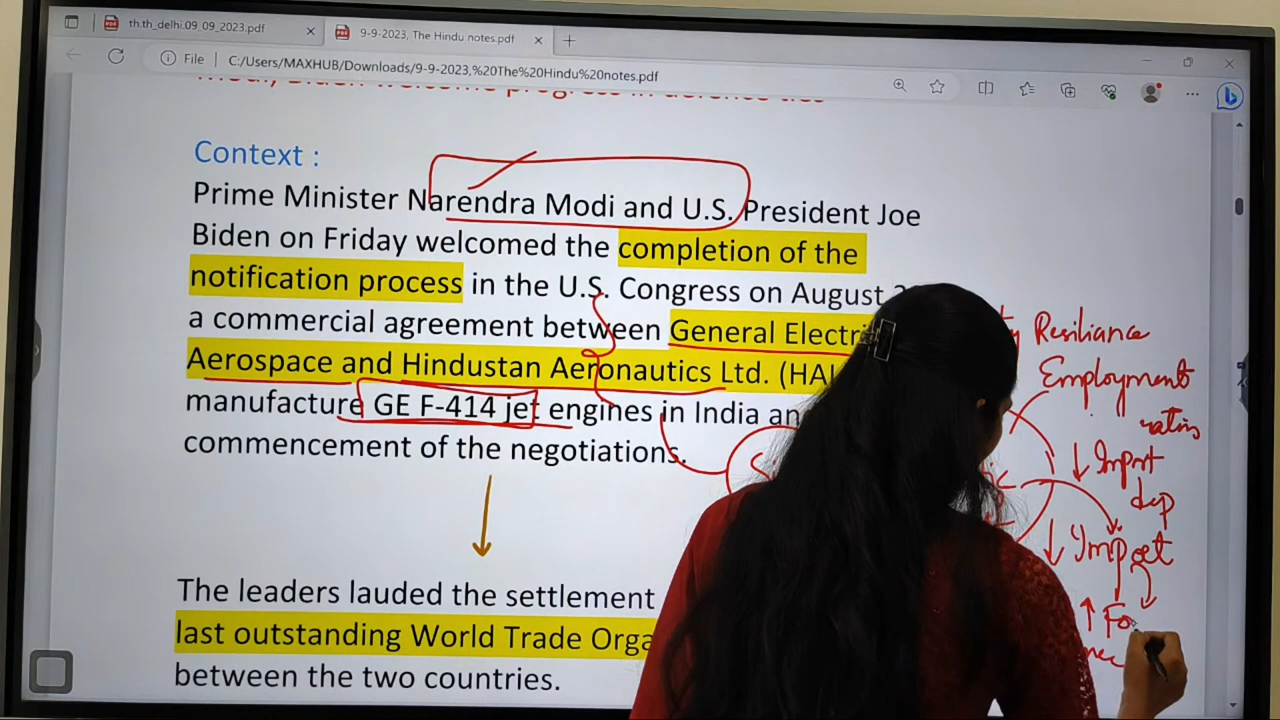 th.th_delhi.09_09_2023.pdf
9-9-2023, The Hindu notes.pdf
File
C:/Users/MAXHUB/Downloads/9-9-2023,%20The%20Hindu%20notes.pdf
Context :
Prime Minister Narendra Modi and U.S. President Joe
Biden on Friday welcomed the completion of the
notification process in the U.S. Congress on August
a commercial agreement between General Electri
Aerospace and Hindustan Aeronautics Ltd. (HAL
manufacture GE F-414 jet engines in India an
commencement of the negotiations.
The leaders lauded the settlement
last outstanding World Trade Orga
between the two countries.
Resiliance
Employment
↓ Import
dep
↓
↑ Fo